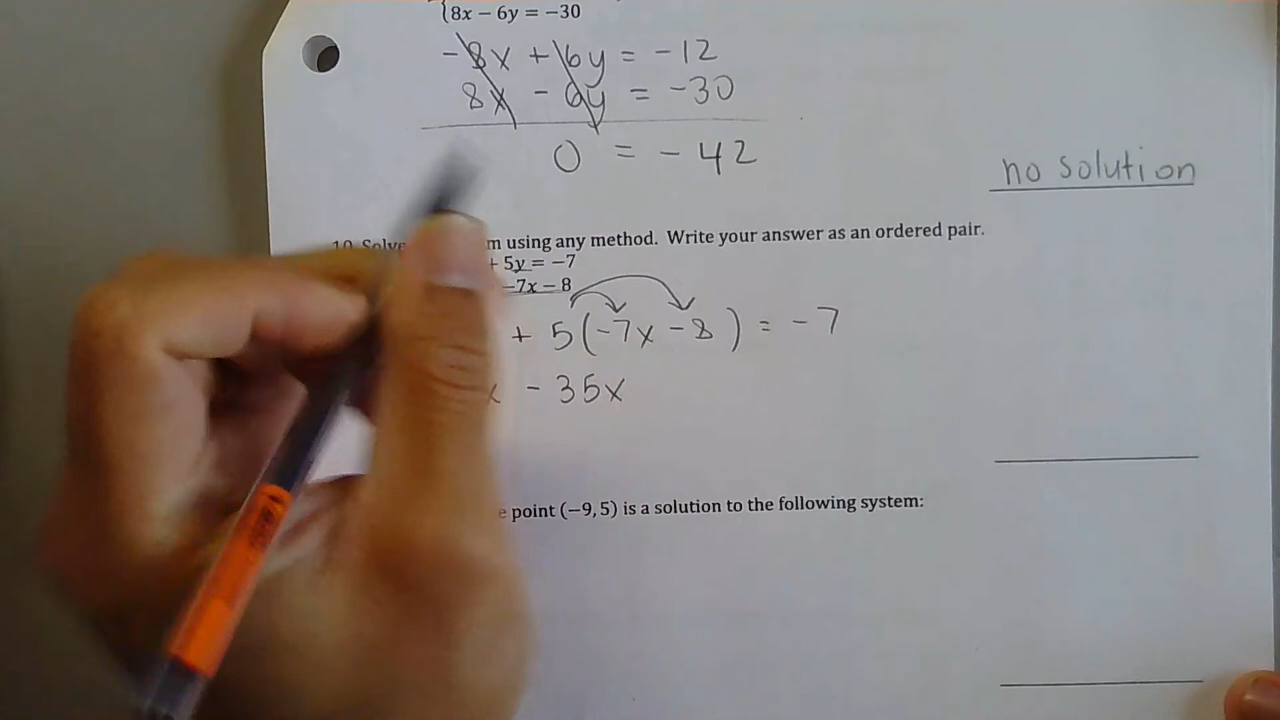 8x − 6y = −30
-8x + 6y = -12
8x - 6y = -30
0 = -42
no solution
10. Solve m using any method. Write your answer as an ordered pair.
+ 5y = −7
−7x − 8
+ 5(-7x - 8) = -7
x - 35x
e point (−9, 5) is a solution to the following system: